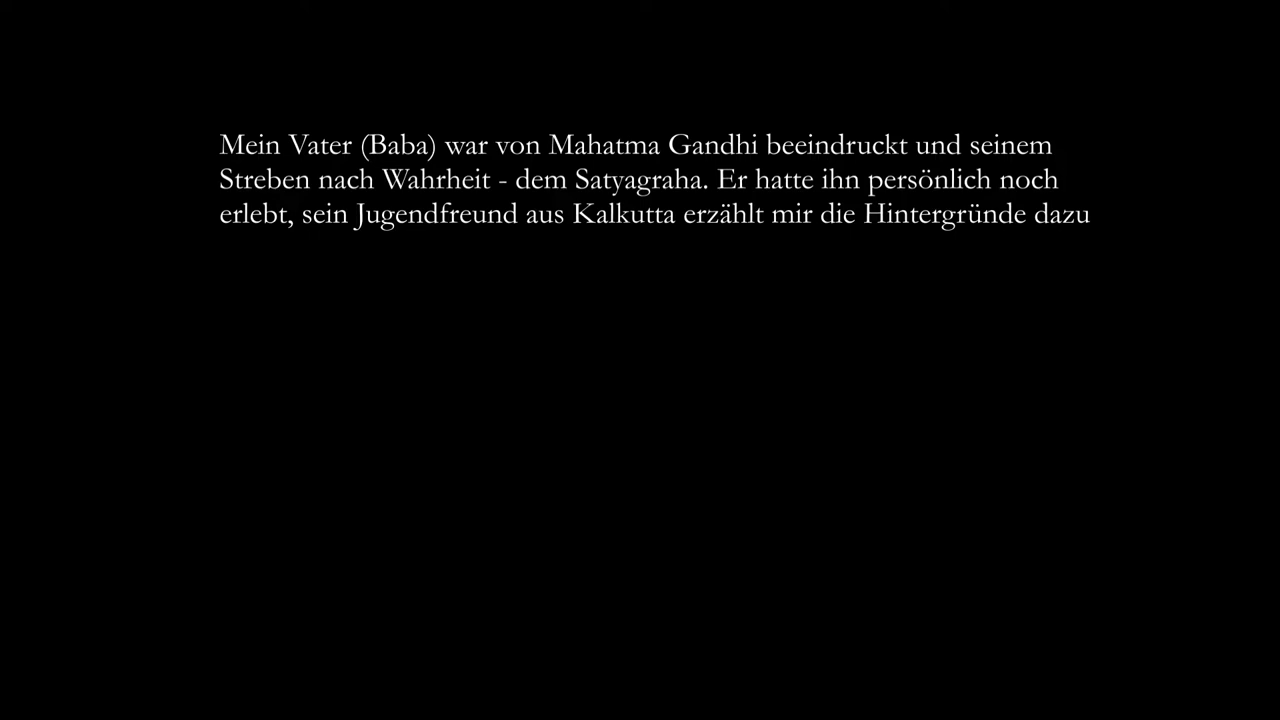 Mein Vater (Baba) war von Mahatma Gandhi beeindruckt und seinem
Streben nach Wahrheit - dem Satyagraha. Er hatte ihn persönlich noch
erlebt, sein Jugendfreund aus Kalkutta erzählt mir die Hintergründe dazu